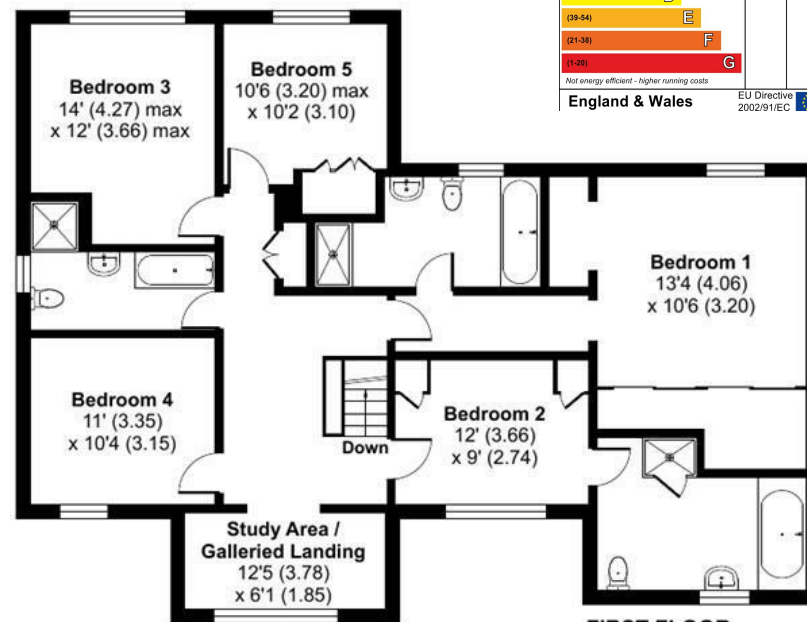 (39-54)
E
(21-38)
F
(1-20)
G
Not energy efficient - higher running costs
England & Wales
EU Directive
2002/91/EC
Bedroom 3
14' (4.27) max
x 12' (3.66) max
Bedroom 5
10'6 (3.20) max
x 10'2 (3.10)
Bedroom 1
13'4 (4.06)
x 10'6 (3.20)
Bedroom 4
11' (3.35)
x 10'4 (3.15)
Down
Bedroom 2
12' (3.66)
x 9' (2.74)
Study Area /
Galleried Landing
12'5 (3.78)
x 6'1 (1.85)
FIRST FLOOR